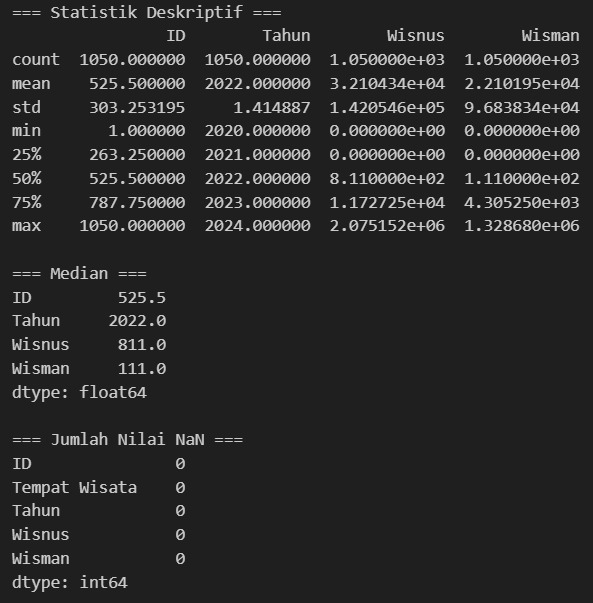 === Statistik Deskriptif ===
ID Tahun Wisnus Wisman
count 1050.000000 1050.000000 1.050000e+03 1.050000e+03
mean 525.500000 2022.000000 3.210434e+04 2.210195e+04
std 303.253195 1.414887 1.420546e+05 9.683834e+04
min 1.000000 2020.000000 0.000000e+00 0.000000e+00
25% 263.250000 2021.000000 0.000000e+00 0.000000e+00
50% 525.500000 2022.000000 8.110000e+02 1.110000e+02
75% 787.750000 2023.000000 1.172725e+04 4.305250e+03
max 1050.000000 2024.000000 2.075152e+06 1.328680e+06
=== Median ===
ID 525.5
Tahun 2022.0
Wisnus 811.0
Wisman 111.0
dtype: float64
=== Jumlah Nilai NaN ===
ID 0
Tempat Wisata 0
Tahun 0
Wisnus 0
Wisman 0
dtype: int64